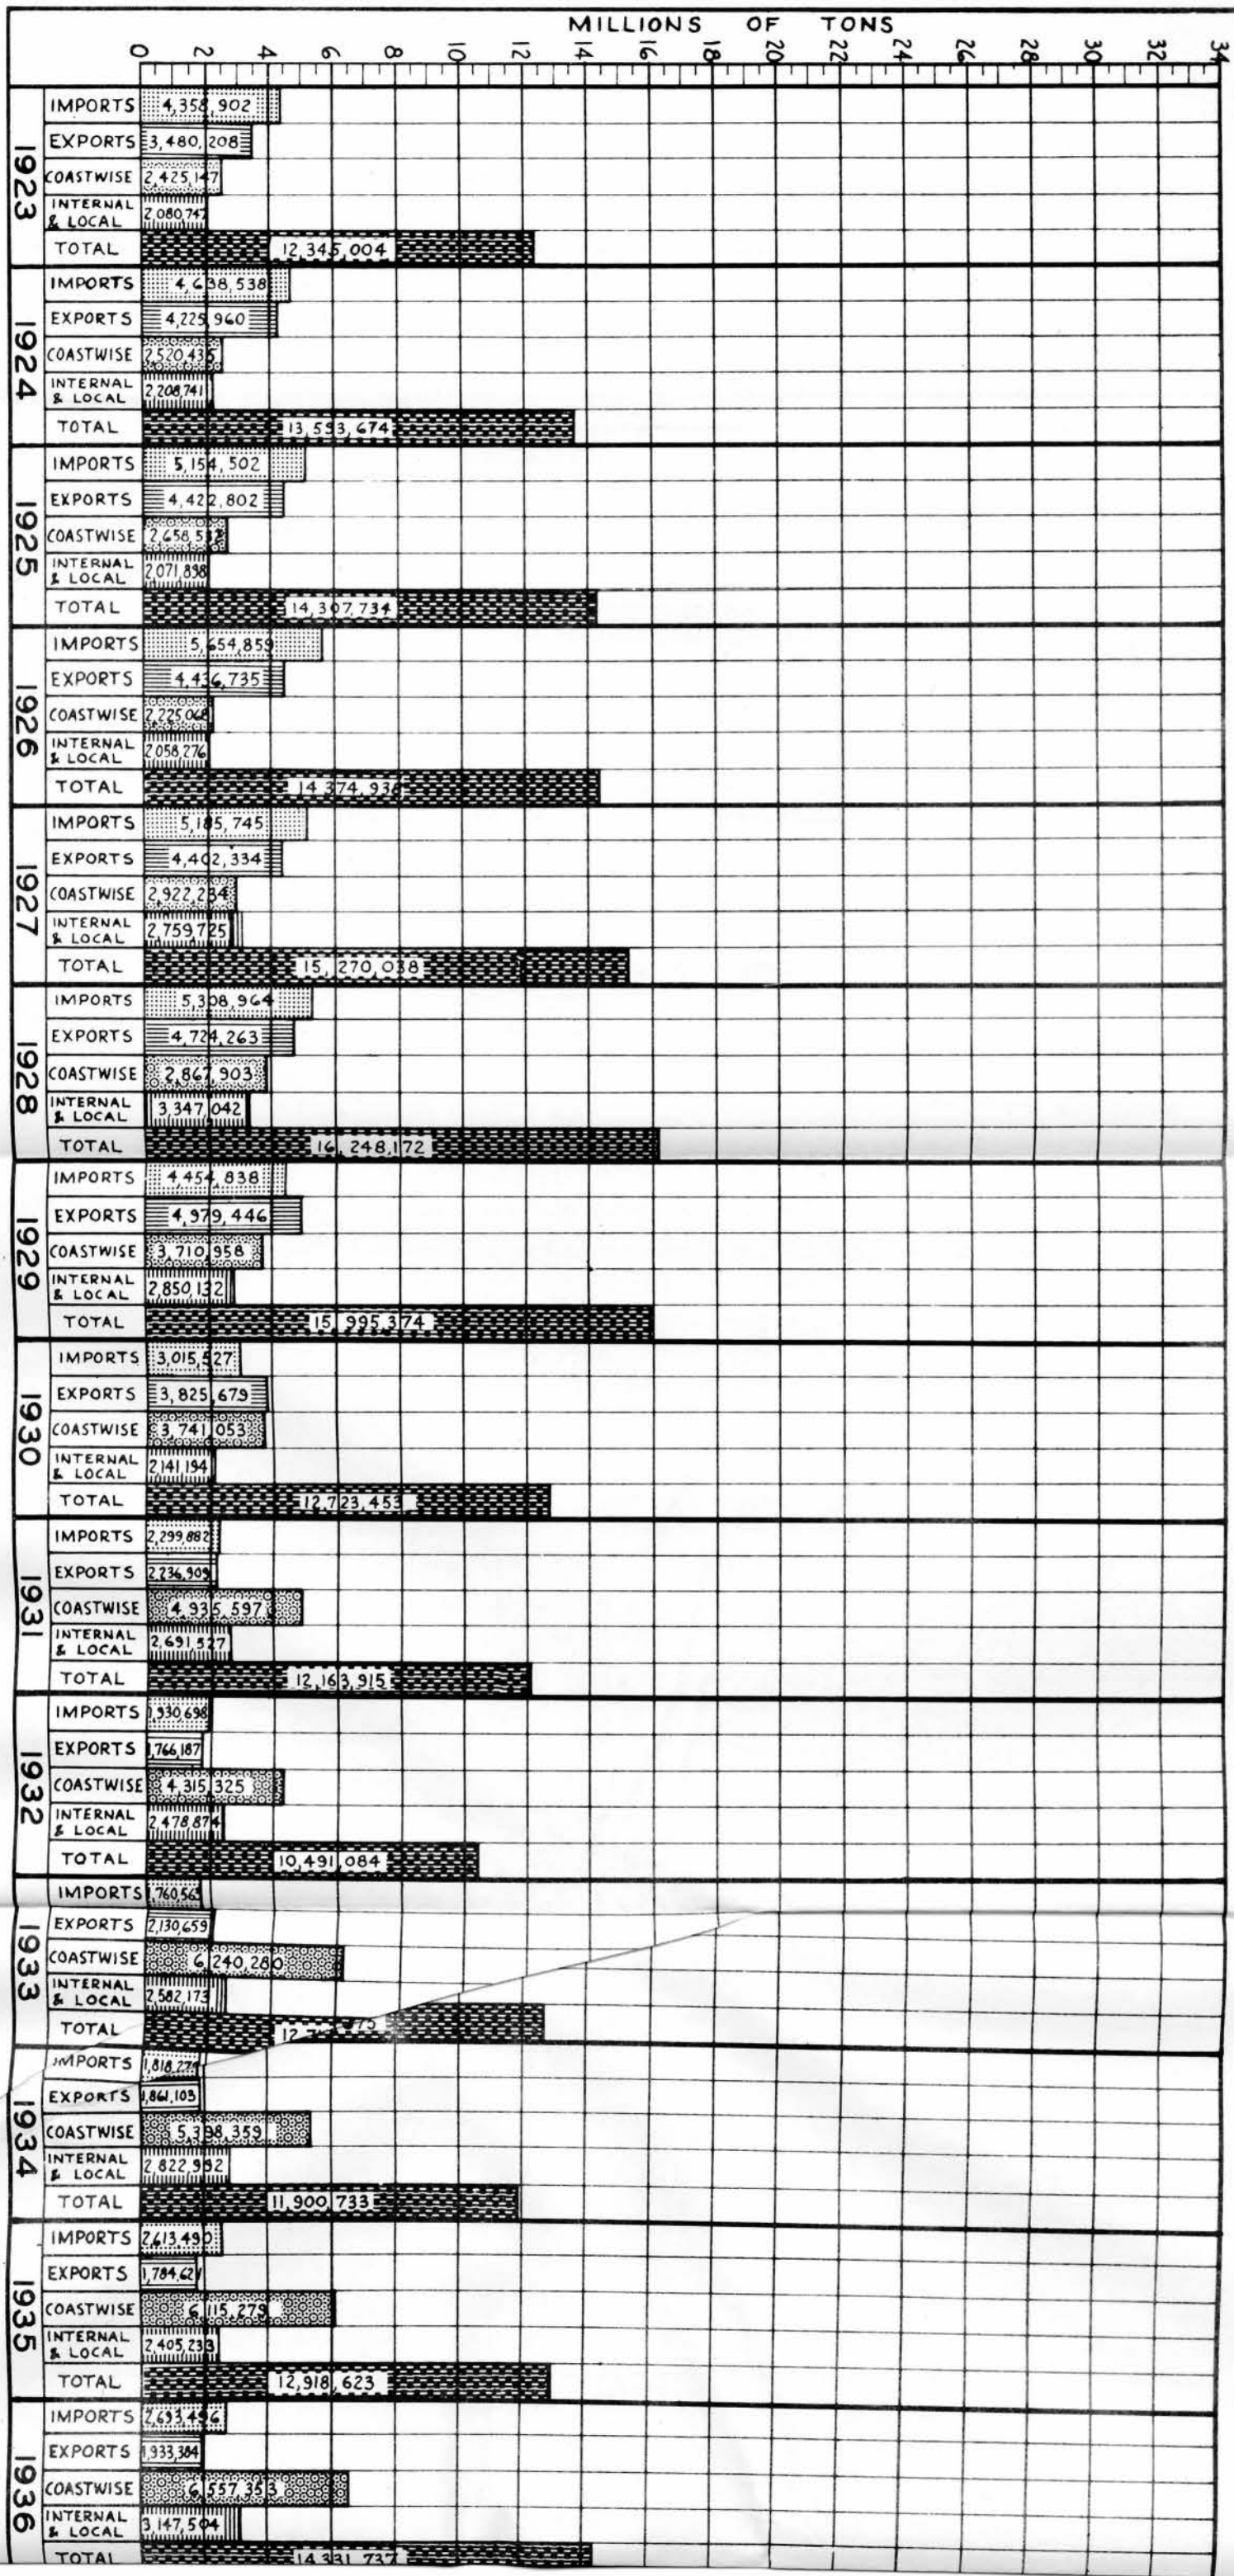 MILLIONS OF TONS
0 2 4 6 8 10 11 14 16 18 20 22 24 26 28 30 32 34
1923
IMPORTS 4,358,902
EXPORTS 3,480,208
COASTWISE 2,425,147
INTERNAL & LOCAL 2,080,747
TOTAL 12,345,004
1924
IMPORTS 4,638,538
EXPORTS 4,225,960
COASTWISE 2,520,435
INTERNAL & LOCAL 2,208,741
TOTAL 13,593,674
1925
IMPORTS 5,154,502
EXPORTS 4,422,802
COASTWISE 2,658,532
INTERNAL & LOCAL 2,071,898
TOTAL 14,307,734
1926
IMPORTS 5,654,859
EXPORTS 4,436,735
COASTWISE 2,225,068
INTERNAL & LOCAL 2,058,276
TOTAL 14,374,938
1927
IMPORTS 5,185,745
EXPORTS 4,402,334
COASTWISE 2,922,234
INTERNAL & LOCAL 2,759,725
TOTAL 15,270,038
1928
IMPORTS 5,308,964
EXPORTS 4,724,263
COASTWISE 2,867,903
INTERNAL & LOCAL 3,347,042
TOTAL 16,248,172
1929
IMPORTS 4,454,838
EXPORTS 4,979,446
COASTWISE 3,710,958
INTERNAL & LOCAL 2,850,132
TOTAL 15,995,374
1930
IMPORTS 3,015,527
EXPORTS 3,825,679
COASTWISE 3,741,053
INTERNAL & LOCAL 2,141,194
TOTAL 12,723,453
1931
IMPORTS 2,299,882
EXPORTS 2,236,909
COASTWISE 4,935,597
INTERNAL & LOCAL 2,691,527
TOTAL 12,163,915
1932
IMPORTS 1,930,698
EXPORTS 1,766,187
COASTWISE 4,315,325
INTERNAL & LOCAL 2,478,874
TOTAL 10,491,084
1933
IMPORTS 1,760,563
EXPORTS 2,130,659
COASTWISE 6,240,280
INTERNAL & LOCAL 2,582,173
TOTAL
1934
IMPORTS 1,818,279
EXPORTS 1,861,103
COASTWISE 5,398,359
INTERNAL & LOCAL 2,822,992
TOTAL 11,900,733
1935
IMPORTS 2,613,490
EXPORTS 1,784,621
COASTWISE 6,115,279
INTERNAL & LOCAL 2,405,233
TOTAL 12,918,623
1936
IMPORTS 2,693,496
EXPORTS 1,933,384
COASTWISE 6,557,353
INTERNAL & LOCAL 3,147,504
TOTAL 14,331,737